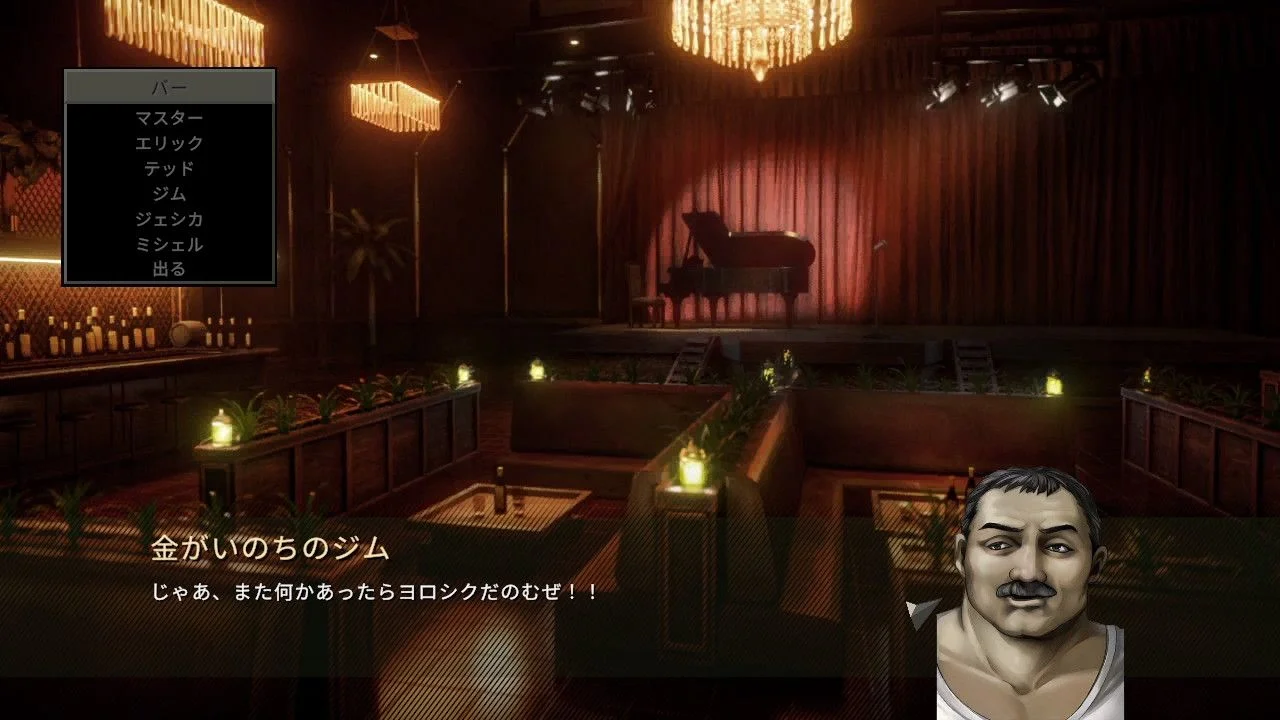 バー
マスター
エリック
テッド
ジム
ジェシカ
ミシェル
出る
金がいのちのジム
じゃあ、また何かあったらヨロシクだのむぜ！！